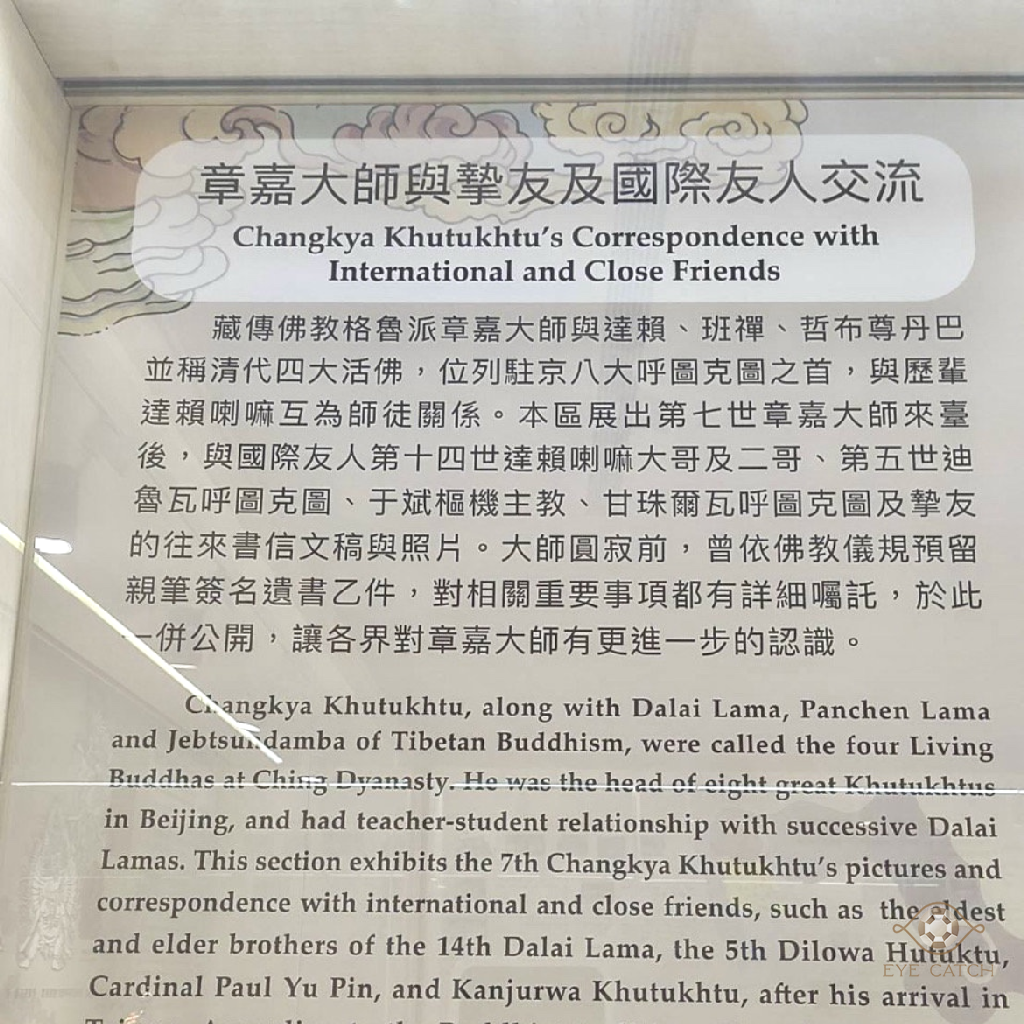 章嘉大師與摯友及國際友人交流
Changkya Khutukhtu's Correspondence with
International and Close Friends
藏傳佛教格魯派章嘉大師與達賴、班禪、哲布尊丹巴
並稱清代四大活佛，位列駐京八大呼圖克圖之首，與歷輩
達賴喇嘛互為師徒關係。本區展出第七世章嘉大師來臺
後，與國際友人第十四世達賴喇嘛大哥及二哥、第五世迪
魯瓦呼圖克圖、于斌樞機主教、甘珠爾瓦呼圖克圖及摯友
的往來書信文稿與照片。大師圓寂前，曾依佛教儀規預留
親筆簽名遺書乙件，對相關重要事項都有詳細囑託，於此
一併公開，讓各界對章嘉大師有更進一步的認識。
Changkya Khutukhtu, along with Dalai Lama, Panchen Lama
and Jebtsundamba of Tibetan Buddhism, were called the four Living
Buddhas at Ching Dyanasty. He was the head of eight great Khutukhtus
in Beijing, and had teacher-student relationship with successive Dalai
Lamas. This section exhibits the 7th Changkya Khutukhtu's pictures and
correspondence with international and close friends, such as the eldest
and elder brothers of the 14th Dalai Lama, the 5th Dilowa Hutuktu,
Cardinal Paul Yu Pin, and Kanjurwa Khutukhtu, after his arrival in
EYE CATCH